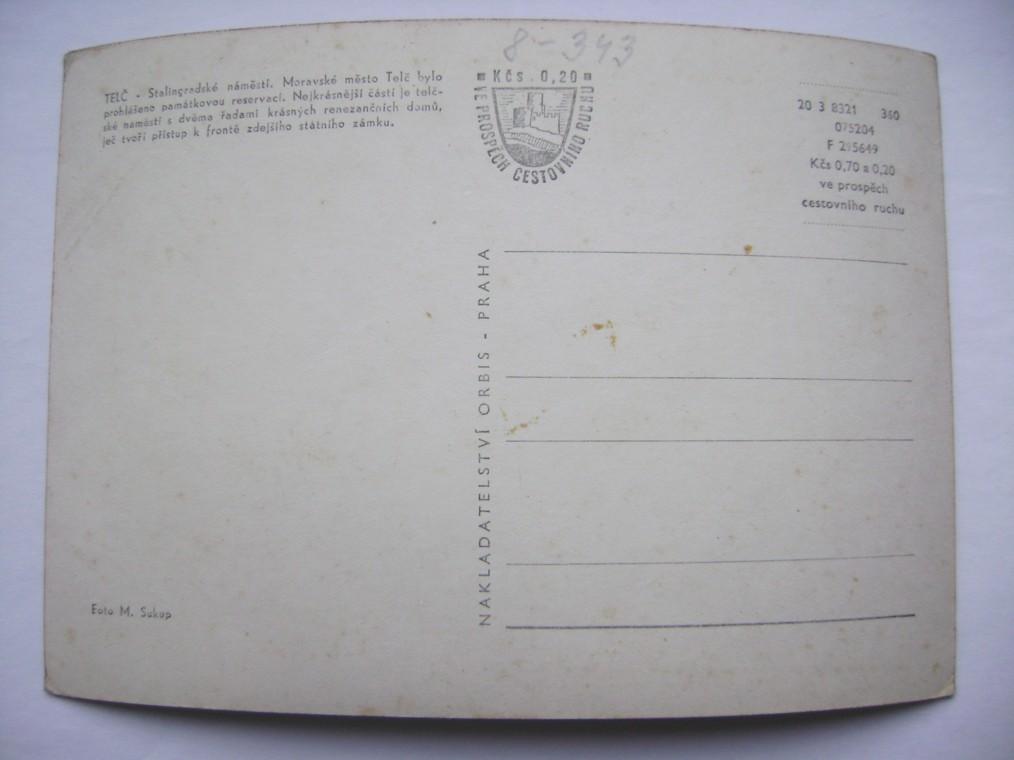 8-343
TELČ - Stalingradské náměstí. Moravské město Telč bylo
prohlášeno památkovou reservací. Nejkrásnější částí je telč-
ské náměstí s dvěma řadami krásných renezančních domů,
jež tvoří přístup k frontě zdejšího státního zámku.
Kčs 0,20
VE PROSPĚCH CESTOVNÍHO RUCHU
20 3 8321 360
075204
F 295649
Kčs 0,70 a 0,20
ve prospěch
cestovního ruchu
NAKLADATELSTVÍ ORBIS - PRAHA
Foto M. Sukup